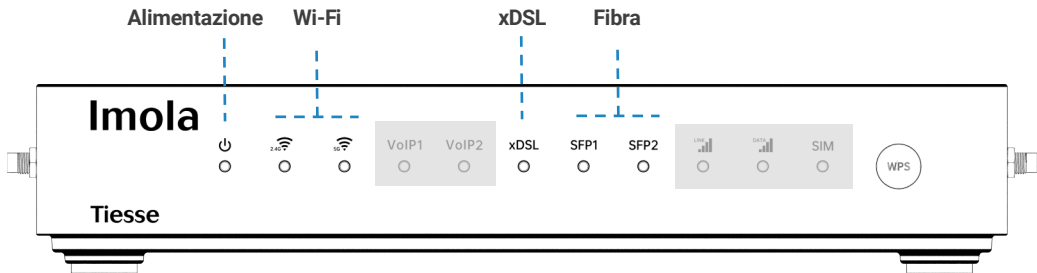 Alimentazione Wi-Fi xDSL Fibra
Imola
VoIP1 VoIP2 xDSL SFP1 SFP2 LINK DATA SIM
2.4G 5G
WPS
Tiesse